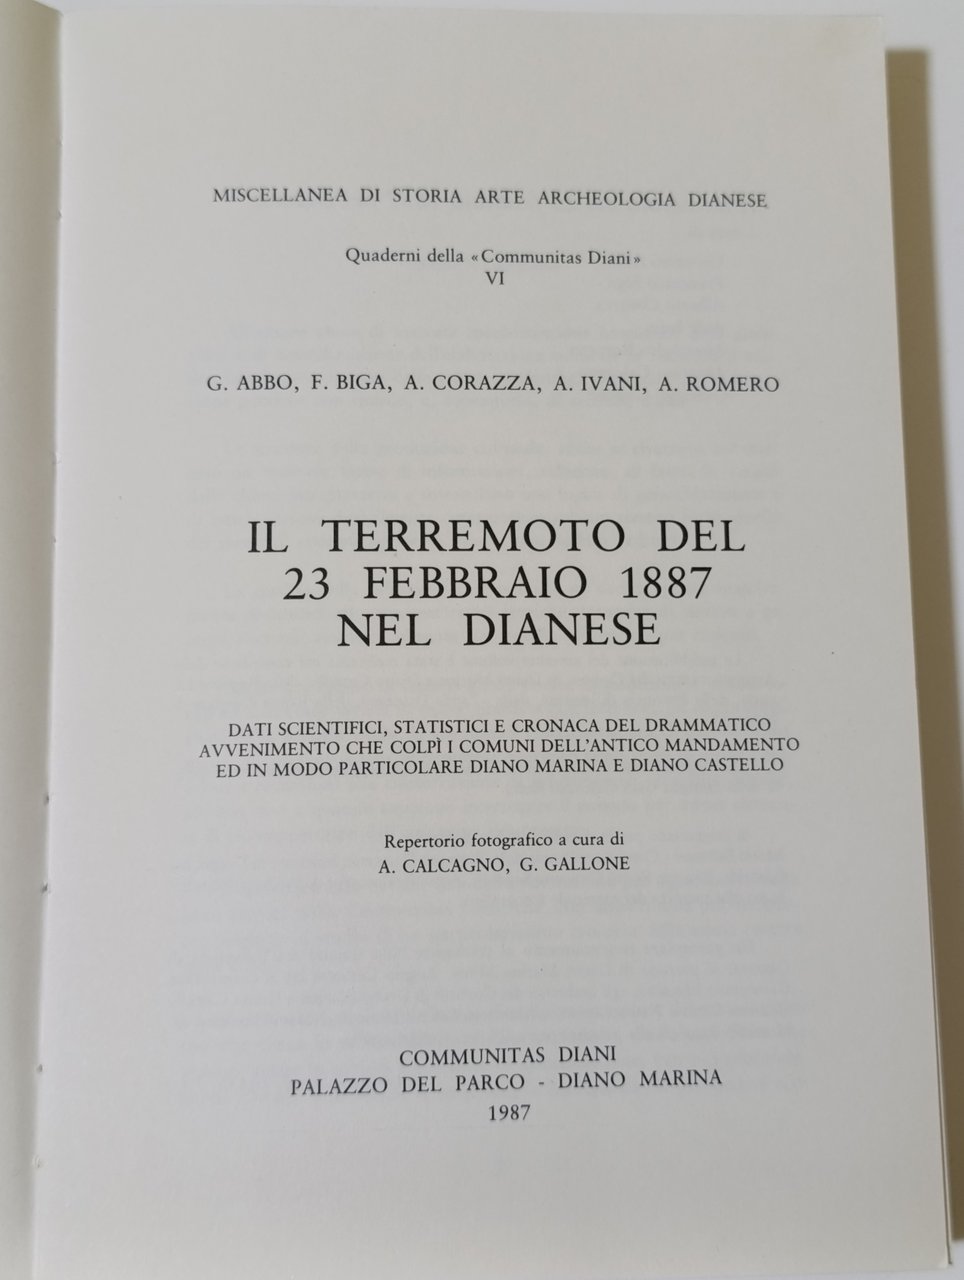 MISCELLANEA DI STORIA ARTE ARCHEOLOGIA DIANESE
Quaderni della «Communitas Diani»
VI
G. ABBO, F. BIGA, A. CORAZZA, A. IVANI, A. ROMERO
IL TERREMOTO DEL
23 FEBBRAIO 1887
NEL DIANESE
DATI SCIENTIFICI, STATISTICI E CRONACA DEL DRAMMATICO
AVVENIMENTO CHE COLPÌ I COMUNI DELL'ANTICO MANDAMENTO
ED IN MODO PARTICOLARE DIANO MARINA E DIANO CASTELLO
Repertorio fotografico a cura di
A. CALCAGNO, G. GALLONE
COMMUNITAS DIANI
PALAZZO DEL PARCO - DIANO MARINA
1987